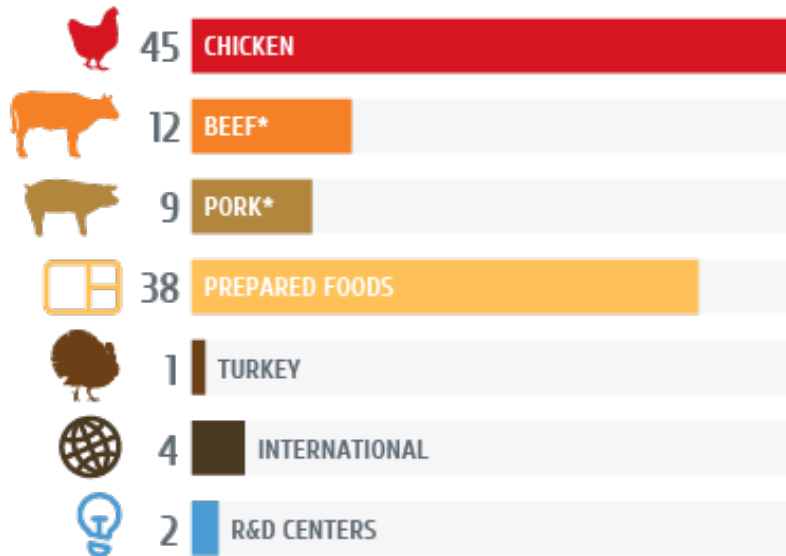 45 CHICKEN
12 BEEF*
9 PORK*
38 PREPARED FOODS
1 TURKEY
4 INTERNATIONAL
2 R&D CENTERS